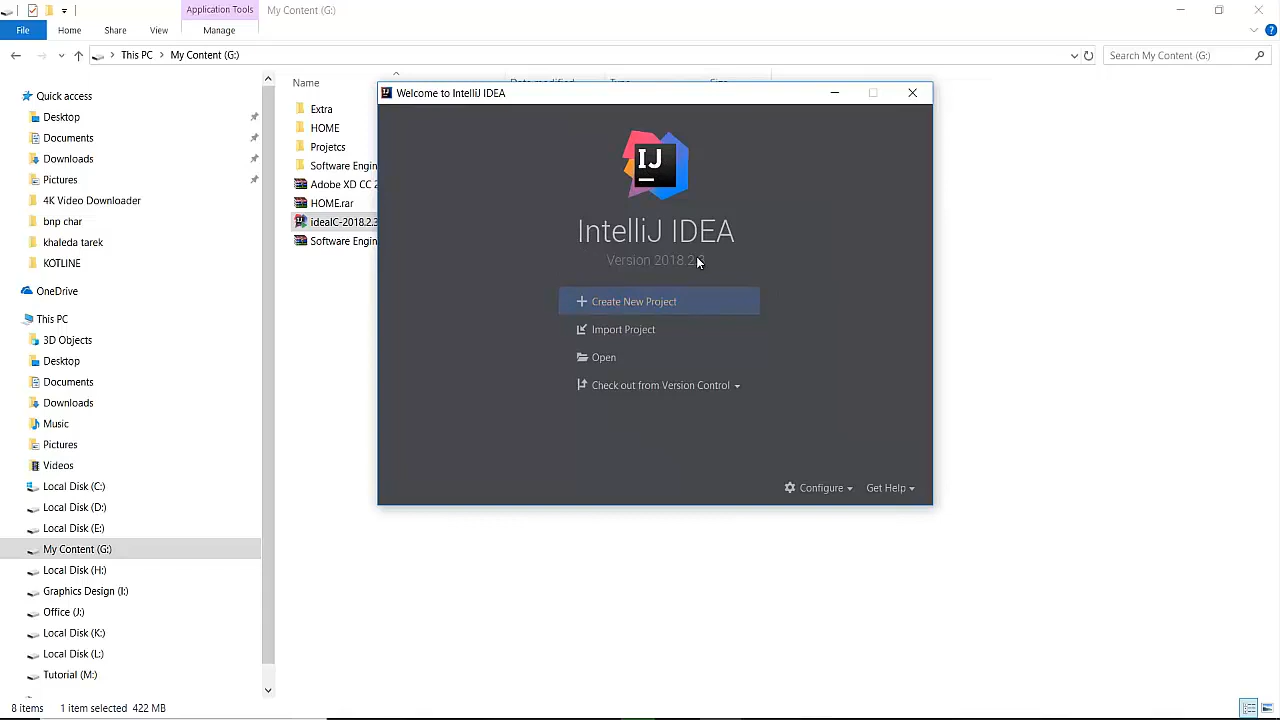 Application Tools
My Content (G:)
File
Home
Share
View
Manage
This PC
My Content (G:)
Search My Content (G:)
Quick access
Desktop
Documents
Downloads
Pictures
4K Video Downloader
bnp char
khaleda tarek
KOTLINE
OneDrive
This PC
3D Objects
Desktop
Documents
Downloads
Music
Pictures
Videos
Local Disk (C:)
Local Disk (D:)
Local Disk (E:)
My Content (G:)
Local Disk (H:)
Graphics Design (I:)
Office (J:)
Local Disk (K:)
Local Disk (L:)
Tutorial (M:)
Name
Extra
HOME
Projetcs
Software Engin
Adobe XD CC 2
HOME.rar
ideaIC-2018.2.3
Software Engin
Welcome to IntelliJ IDEA
IJ
IntelliJ IDEA
Version 2018.2.3
Create New Project
Import Project
Open
Check out from Version Control
Configure
Get Help
8 items
1 item selected 422 MB